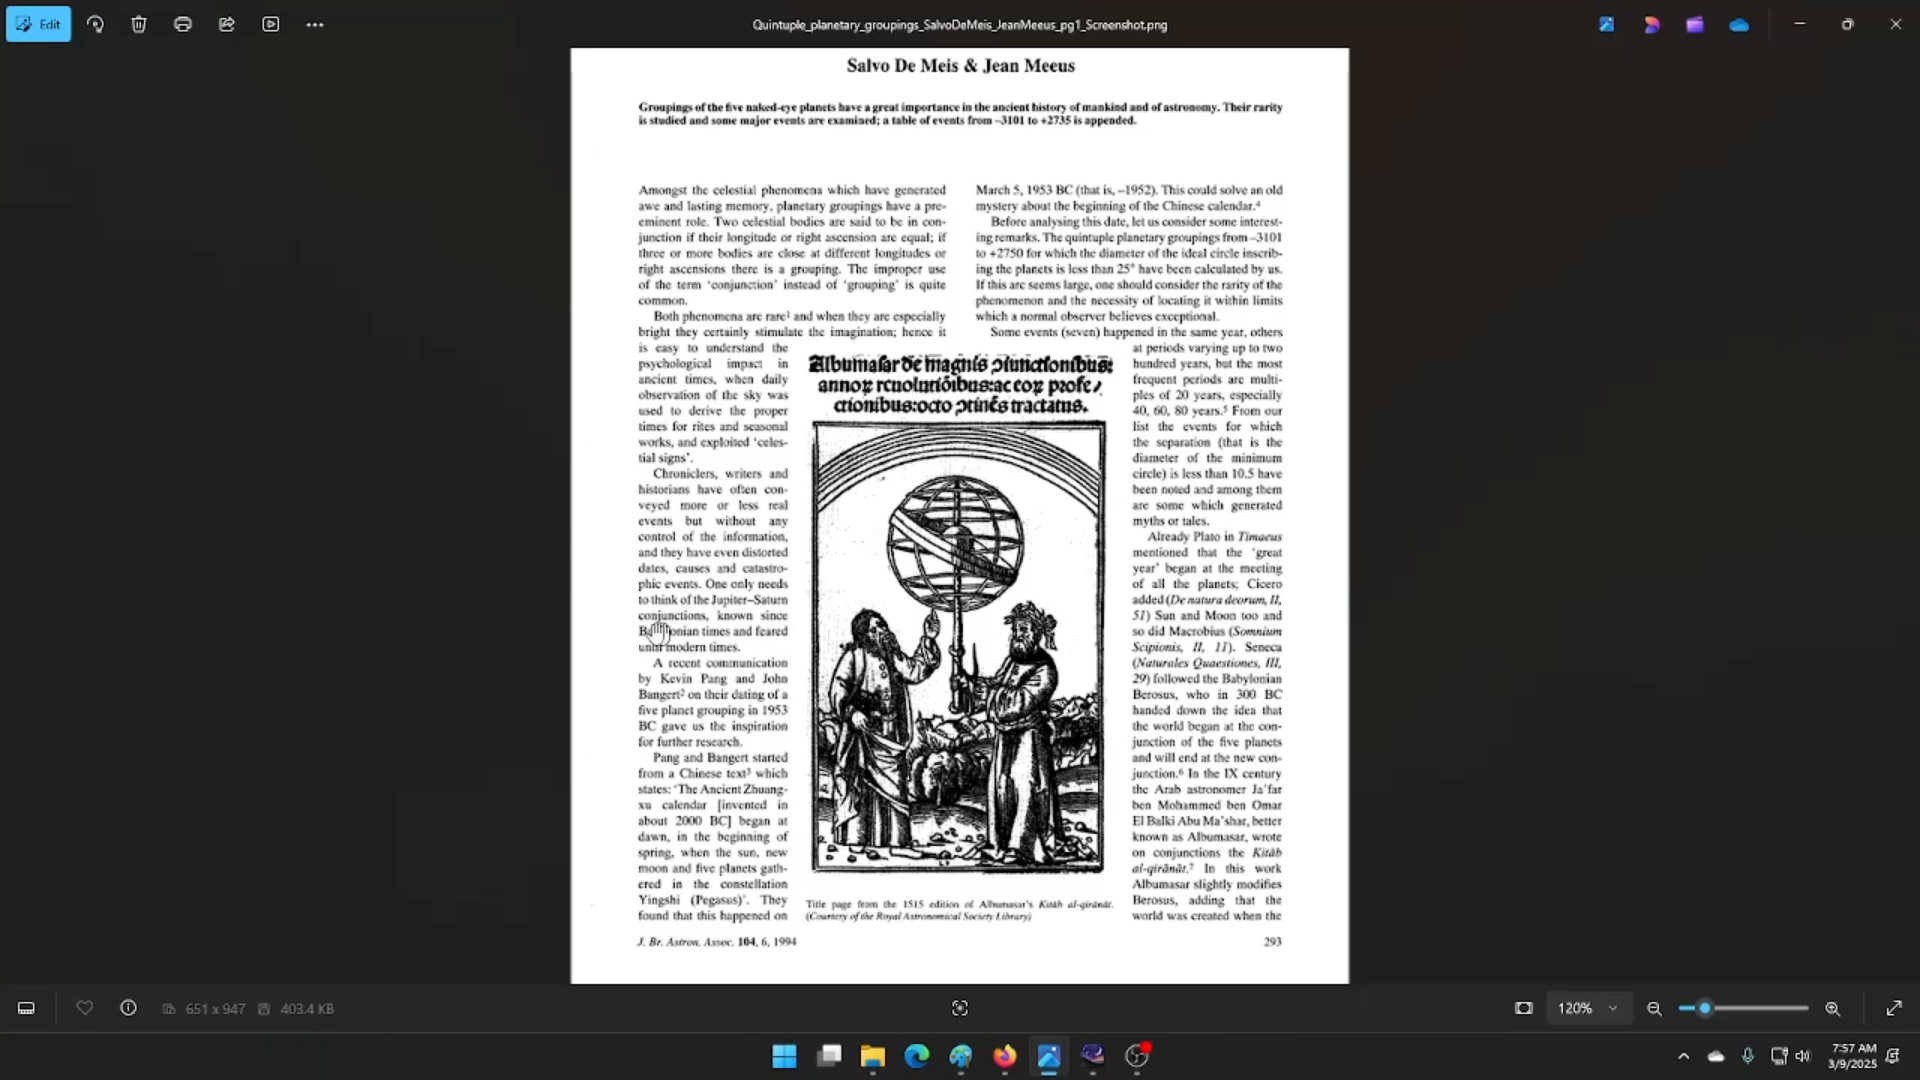 Edit
Quintuple_planetary_groupings_SalvoDeMeis_JeanMeeus_pg1_Screenshot.png
Salvo De Meis & Jean Meeus
Groupings of the five naked-eye planets have a great importance in the ancient history of mankind and of astronomy. Their rarity
is studied and some major events are examined; a table of events from –3101 to +2735 is appended.
Amongst the celestial phenomena which have generated
awe and lasting memory, planetary groupings have a pre-
eminent role. Two celestial bodies are said to be in con-
junction if their longitude or right ascension are equal; if
three or more bodies are close at different longitudes or
right ascensions there is a grouping. The improper use
of the term ‘conjunction’ instead of ‘grouping’ is quite
common.
Both phenomena are rare¹ and when they are especially
bright they certainly stimulate the imagination; hence it
is easy to understand the
psychological impact in
ancient times, when daily
observation of the sky was
used to derive the proper
times for rites and seasonal
works, and exploited ‘celes-
tial signs’.
Chroniclers, writers and
historians have often con-
veyed more or less real
events but without any
control of the information,
and they have even distorted
dates, causes and catastro-
phic events. One only needs
to think of the Jupiter–Saturn
conjunctions, known since
onian times and feared
modern times.
A recent communication
by Kevin Pang and John
Bangert² on their dating of a
five planet grouping in 1953
BC gave us the inspiration
for further research.
Pang and Bangert started
from a Chinese text³ which
states: ‘The Ancient Zhuang-
xu calendar [invented in
about 2000 BC] began at
dawn, in the beginning of
spring, when the sun, new
moon and five planets gath-
ered in the constellation
Yingshi (Pegasus)’. They
found that this happened on
March 5, 1953 BC (that is, –1952). This could solve an old
mystery about the beginning of the Chinese calendar.⁴
Before analysing this date, let us consider some interest-
ing remarks. The quintuple planetary groupings from –3101
to +2750 for which the diameter of the ideal circle inscrib-
ing the planets is less than 25° have been calculated by us.
If this arc seems large, one should consider the rarity of the
phenomenon and the necessity of locating it within limits
which a normal observer believes exceptional.
Some events (seven) happened in the same year, others
at periods varying up to two
hundred years, but the most
frequent periods are multi-
ples of 20 years, especially
40, 60, 80 years.⁵ From our
list the events for which
the separation (that is the
diameter of the minimum
circle) is less than 10.5 have
been noted and among them
are some which generated
myths or tales.
Already Plato in Timaeus
mentioned that the ‘great
year’ began at the meeting
of all the planets; Cicero
added (De natura deorum, II,
51) Sun and Moon too and
so did Macrobius (Somnium
Scipionis, II, 11). Seneca
(Naturales Quaestiones, III,
29) followed the Babylonian
Berosus, who in 300 BC
handed down the idea that
the world began at the con-
junction of the five planets
and will end at the new con-
junction.⁶ In the IX century
the Arab astronomer Ja’far
ben Mohammed ben Omar
El Balki Abu Ma’shar, better
known as Albumasar, wrote
on conjunctions the Kitāb
al-qirānāt.⁷ In this work
Albumasar slightly modifies
Berosus, adding that the
world was created when the
Albumasar de magnis ↄiunctionibus:
annoꝝ reuolutiōibus: ac eoꝝ profe/
ctionibus: octo ↄtinēs tractatus.
Title page from the 1515 edition of Albumasar’s Kitāb al-qirānāt.
(Courtesy of the Royal Astronomical Society Library)
J. Br. Astron. Assoc. 104, 6, 1994
293
651 x 947
403.4 KB
120%
7:57 AM
3/9/2025